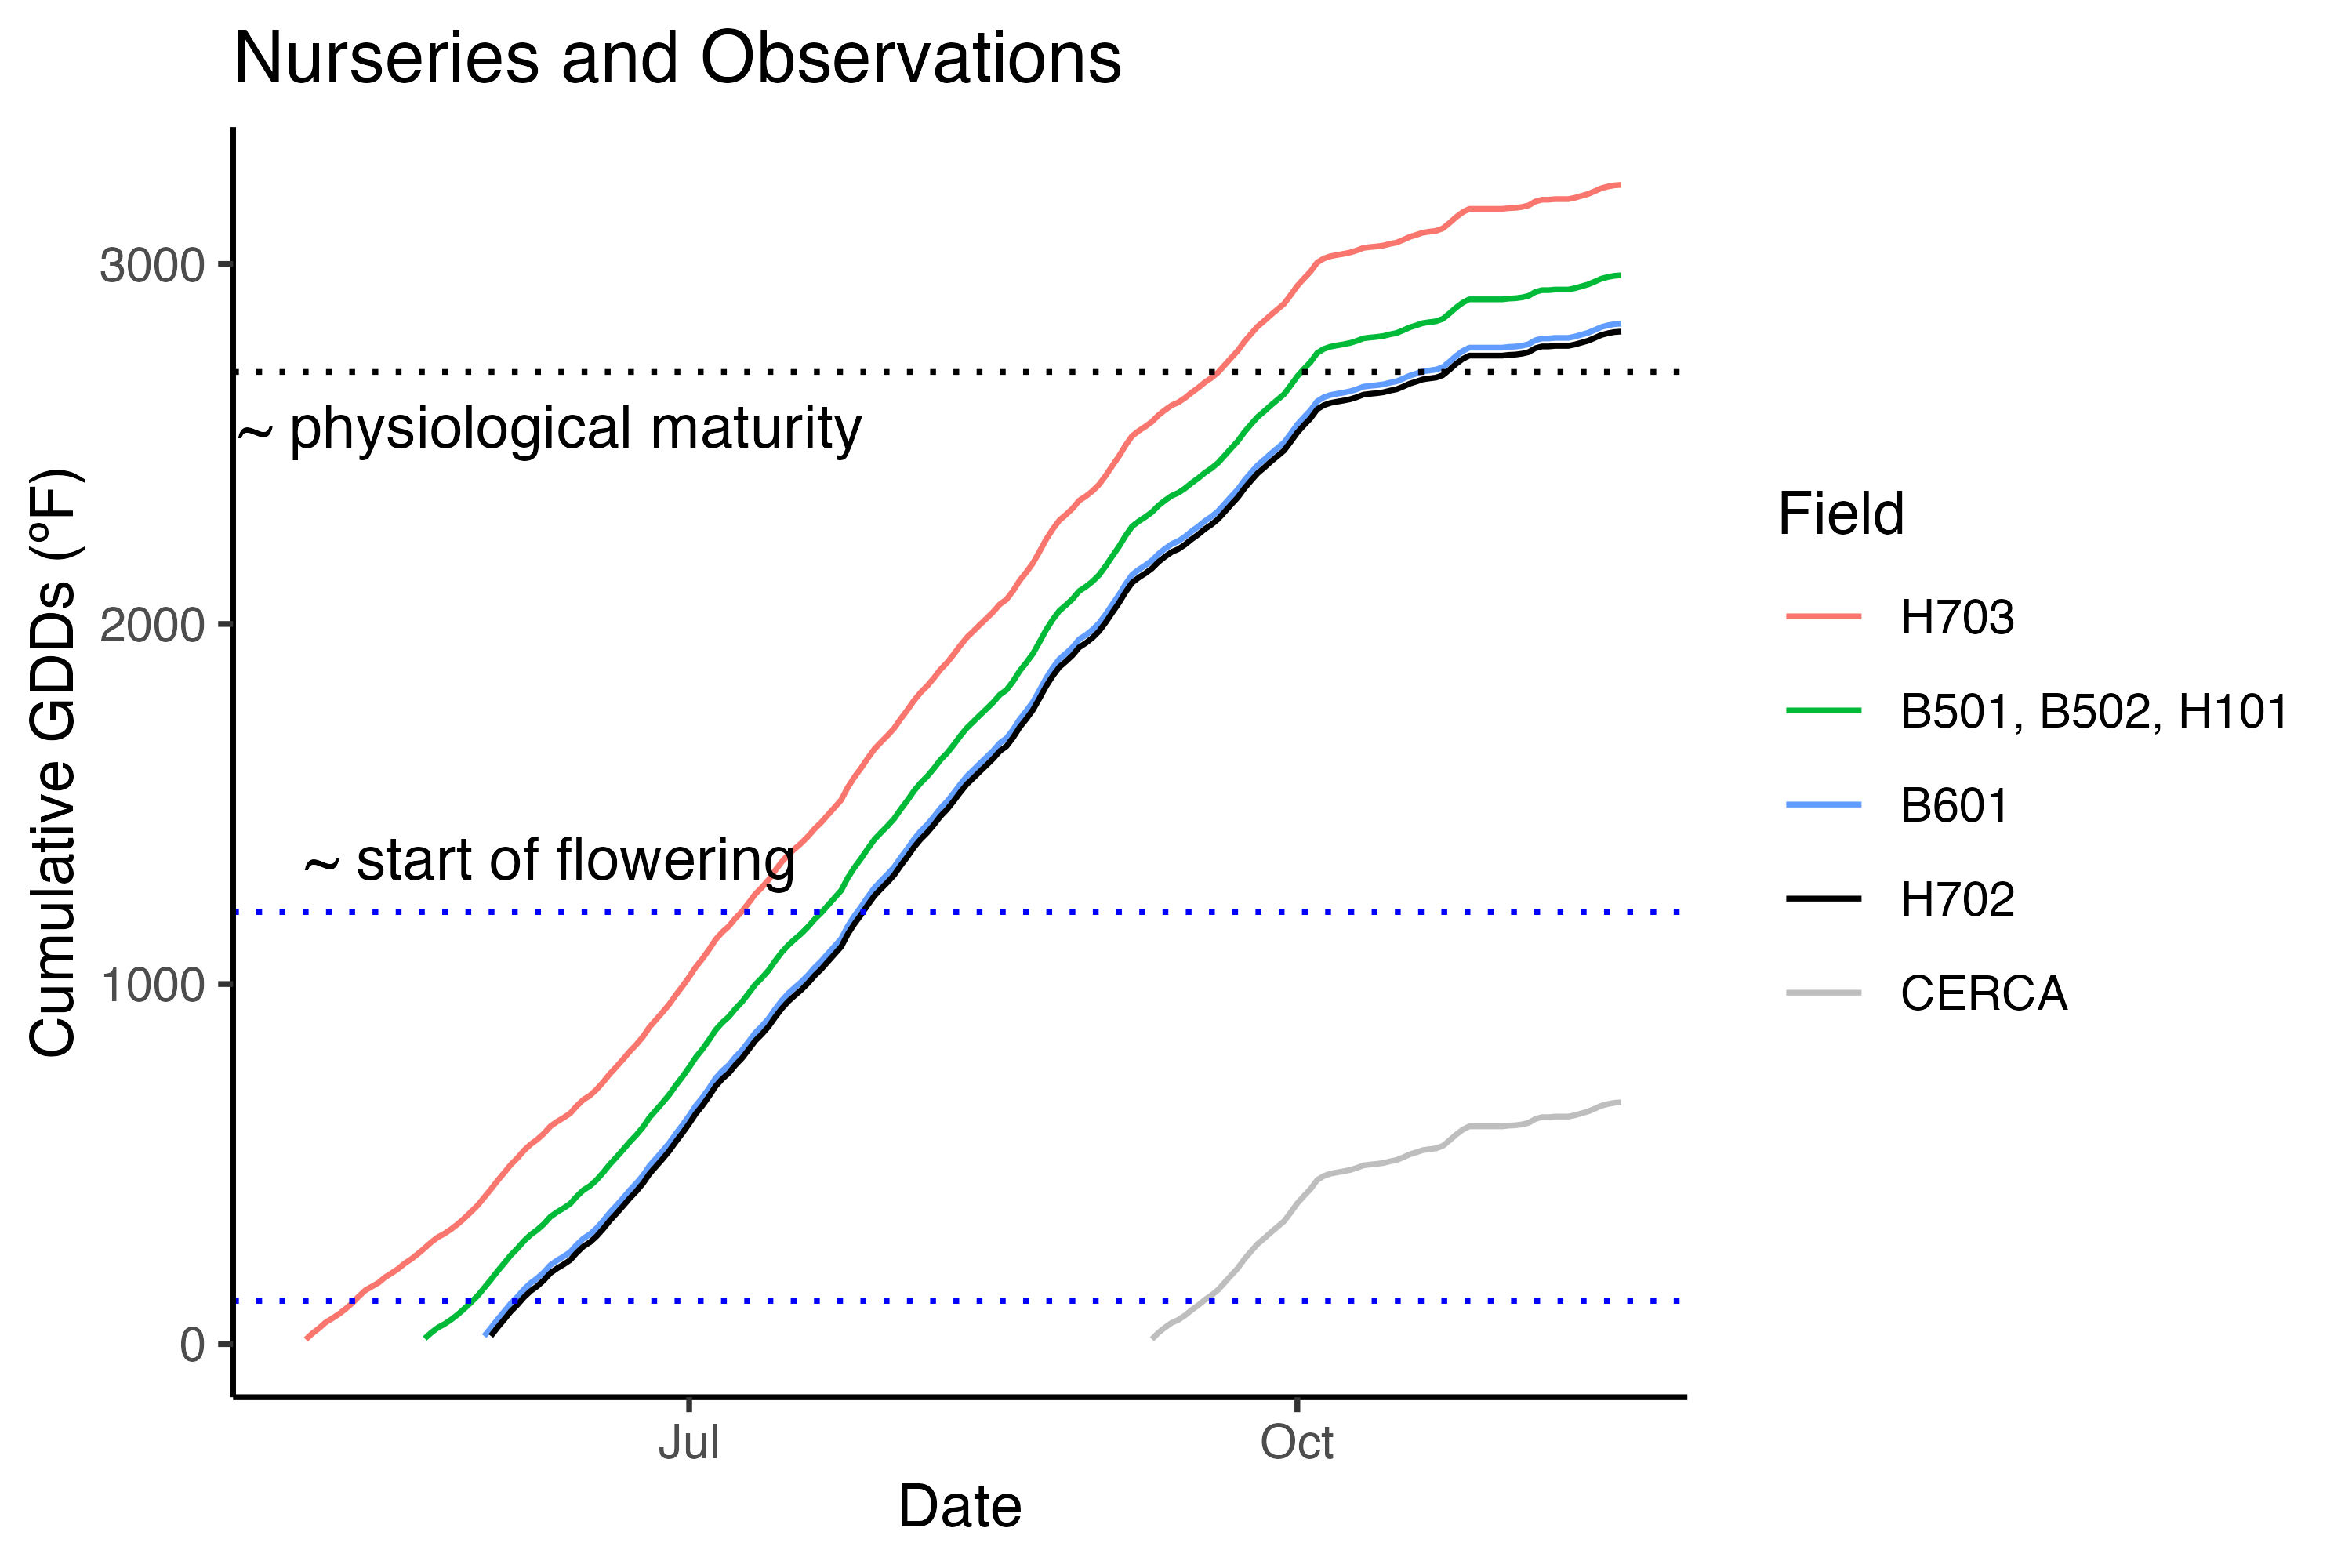 Nurseries and Observations
Cumulative GDDs (ºF)
3000
2000
1000
0
~ physiological maturity
~ start of flowering
Jul
Oct
Date
Field
H703
B501, B502, H101
B601
H702
CERCA